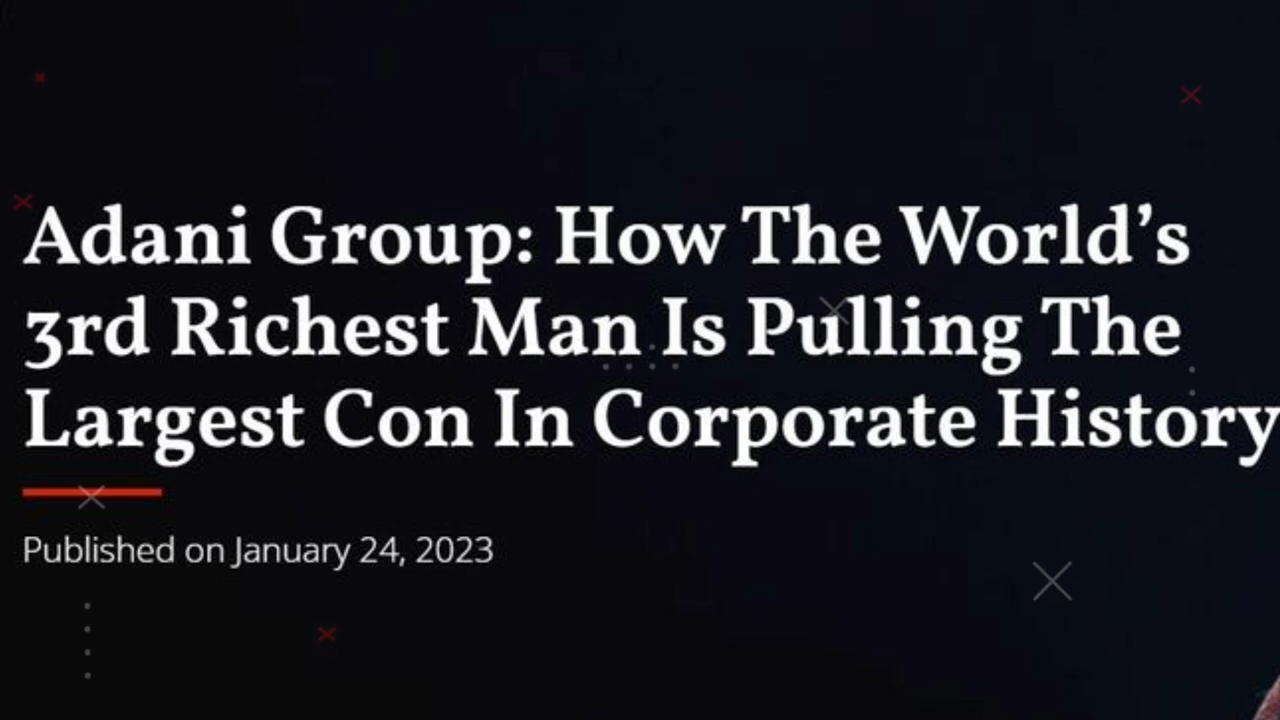 Adani Group: How The World’s
3rd Richest Man Is Pulling The
Largest Con In Corporate History
Published on January 24, 2023